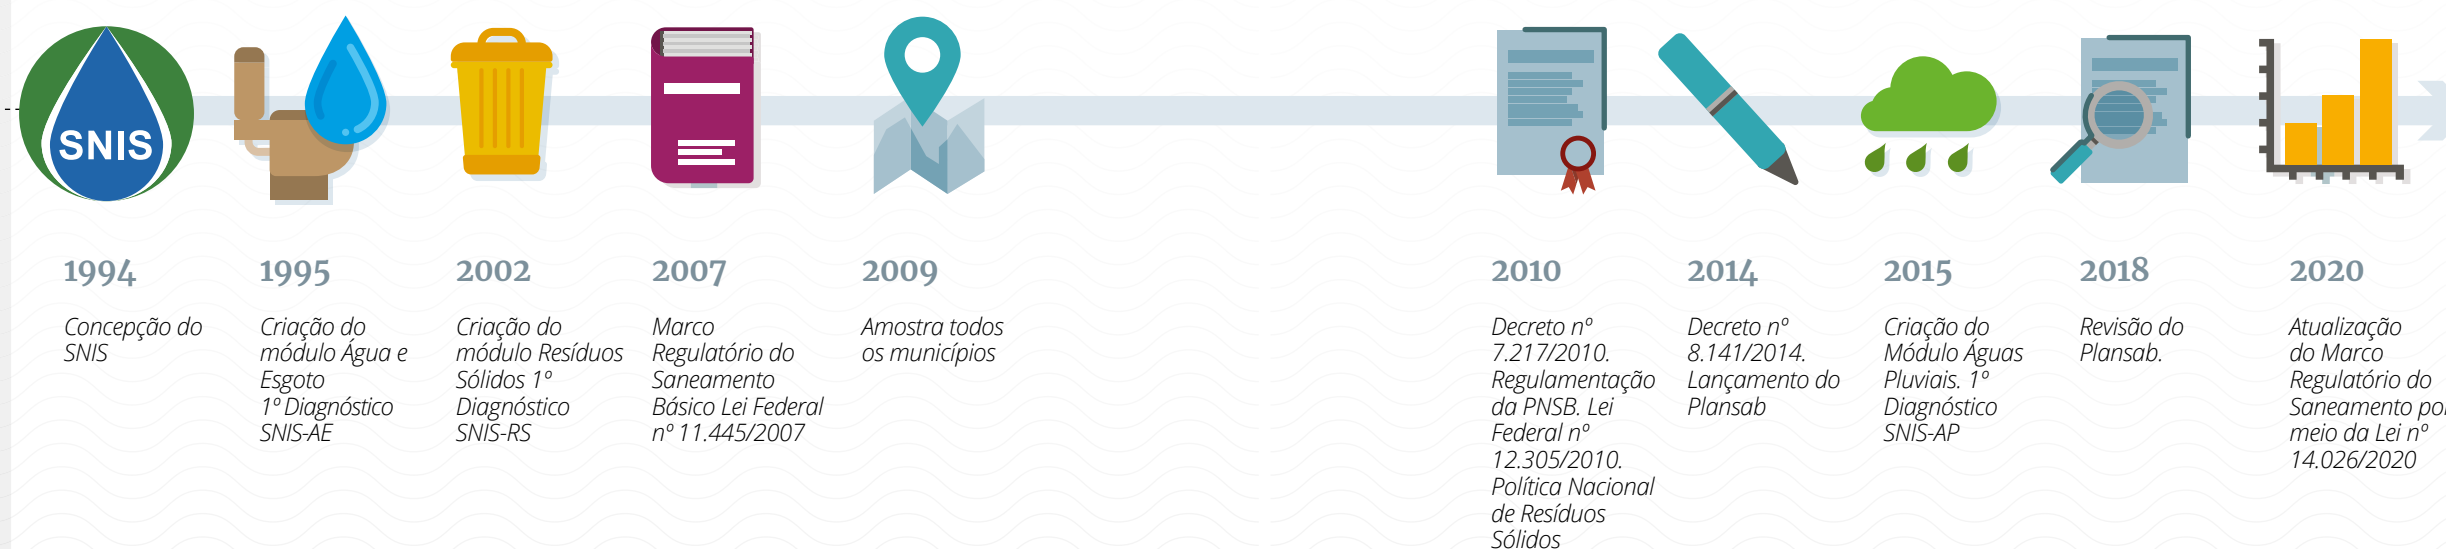 SNIS
1994
Concepção do
SNIS
1995
Criação do
módulo Água e
Esgoto
1º Diagnóstico
SNIS-AE
2002
Criação do
módulo Resíduos
Sólidos 1º
Diagnóstico
SNIS-RS
2007
Marco
Regulatório do
Saneamento
Básico Lei Federal
nº 11.445/2007
2009
Amostra todos
os municípios
2010
Decreto nº
7.217/2010.
Regulamentação
da PNSB. Lei
Federal nº
12.305/2010.
Política Nacional
de Resíduos
Sólidos
2014
Decreto nº
8.141/2014.
Lançamento do
Plansab
2015
Criação do
Módulo Águas
Pluviais. 1º
Diagnóstico
SNIS-AP
2018
Revisão do
Plansab.
2020
Atualização
do Marco
Regulatório do
Saneamento por
meio da Lei nº
14.026/2020